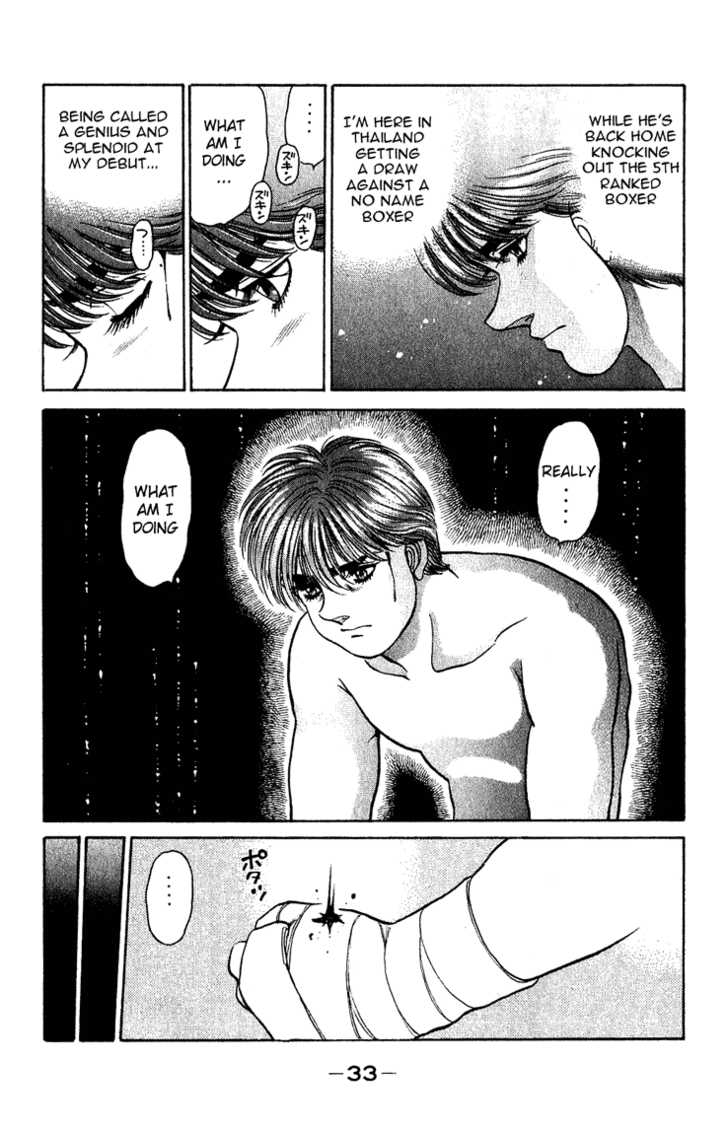 WHILE HE'S
BACK HOME
KNOCKING
OUT THE 5TH
RANKED
BOXER
I'M HERE IN
THAILAND
GETTING
A DRAW
AGAINST A
NO NAME
BOXER
...
WHAT
AM I
DOING
...
ズキン
ズキン
ズキン
BEING CALLED
A GENIUS AND
SPLENDID AT
MY DEBUT...
つ...
REALLY
....
WHAT
AM I
DOING
ポタッ
....
-33-